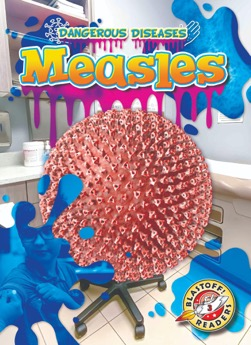 DANGEROUS DISEASES
Measles
BLASTOFF!
READERS